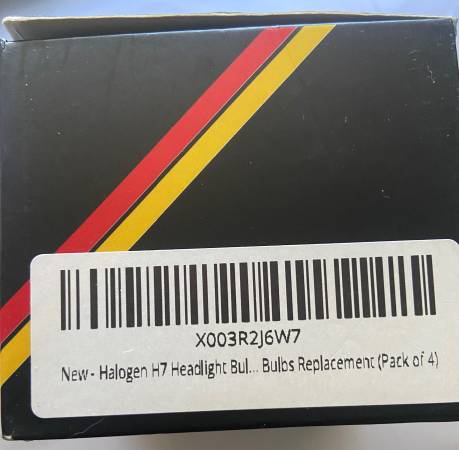 X003R2J6W7
New - Halogen H7 Headlight Bul... Bulbs Replacement (Pack of 4)